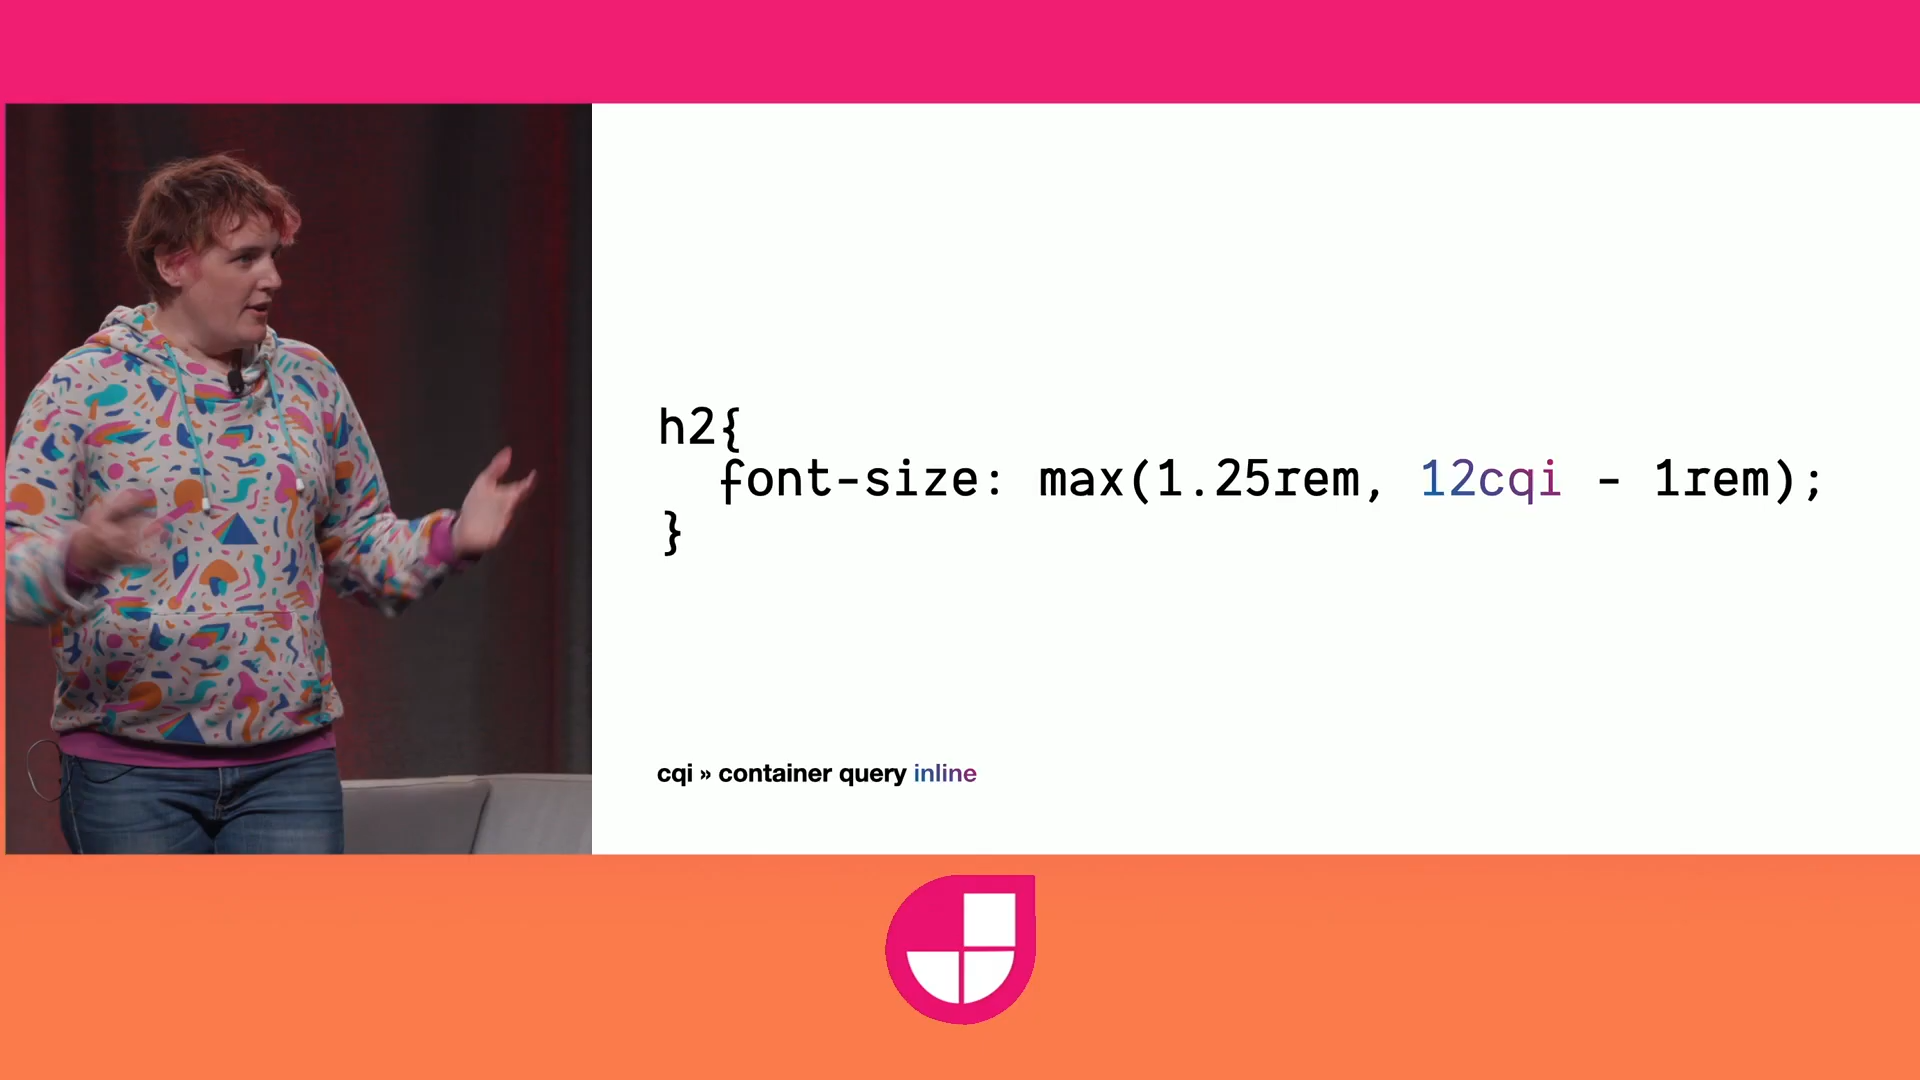 h2{
font-size: max(1.25rem, 12cqi - 1rem);
}
cqi » container query inline